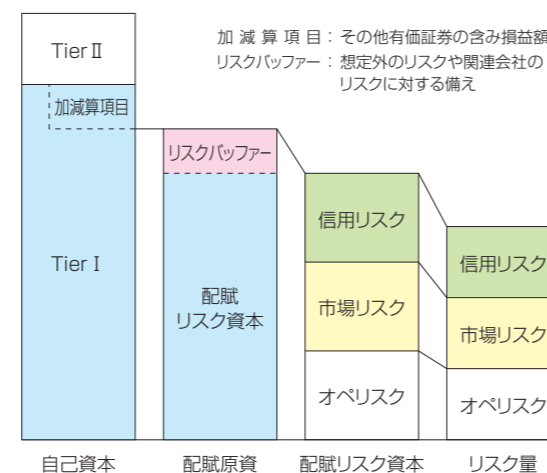 加減算項目：その他有価証券の含み損益額
リスクバッファー：想定外のリスクや関連会社の
リスクに対する備え
Tier Ⅱ
加減算項目
Tier Ⅰ
リスクバッファー
配賦
リスク資本
信用リスク
市場リスク
オペリスク
信用リスク
市場リスク
オペリスク
自己資本
配賦原資
配賦リスク資本
リスク量